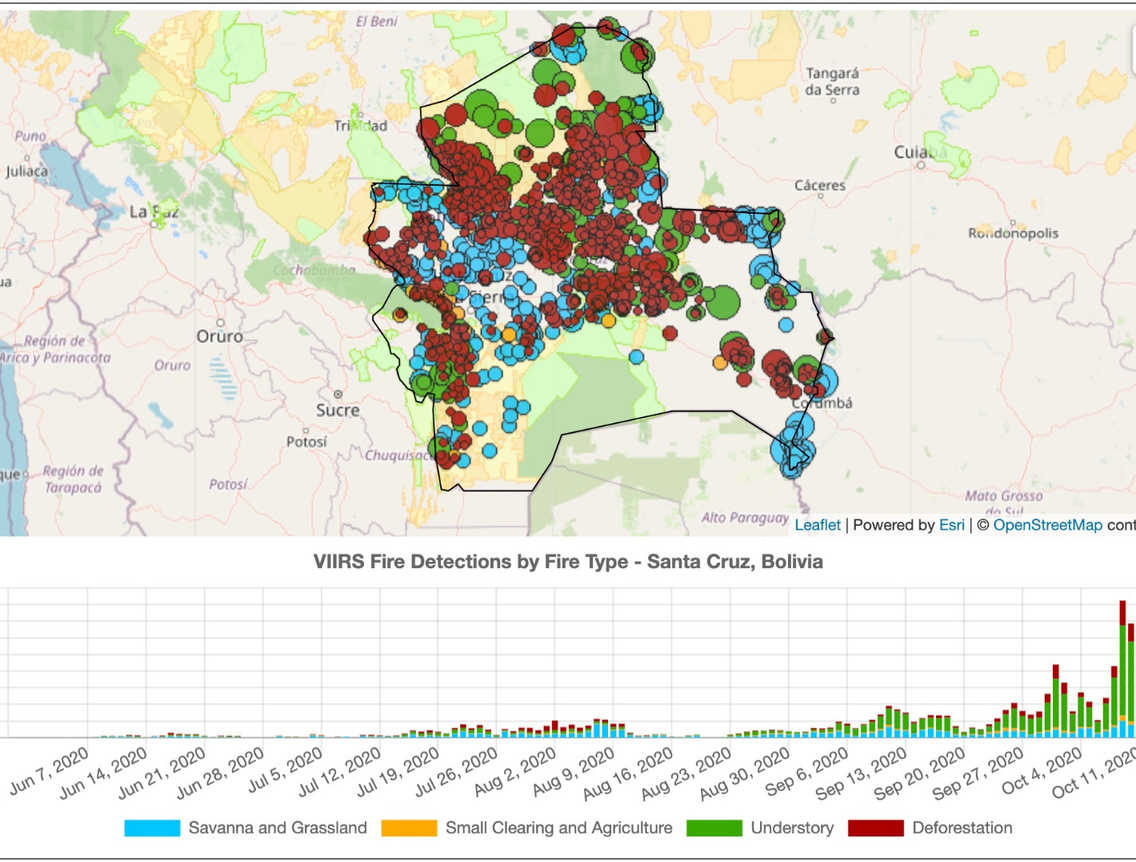 El Beni
Tangará
da Serra
Trinidad
Puno
Juliaca
Cuiabá
Cáceres
La Paz
Rondonópolis
Cochabamba
Oruro
Región de
Arica y Parinacota
Oruro
Sucre
Corumbá
Potosí
Chuquisaca
Región de
Tarapacá
Potosí
Mato Grosso
do Sul
Alto Paraguay
Leaflet | Powered by Esri | © OpenStreetMap cont
VIIRS Fire Detections by Fire Type - Santa Cruz, Bolivia
Jun 7, 2020
Jun 14, 2020
Jun 21, 2020
Jun 28, 2020
Jul 5, 2020
Jul 12, 2020
Jul 19, 2020
Jul 26, 2020
Aug 2, 2020
Aug 9, 2020
Aug 16, 2020
Aug 23, 2020
Aug 30, 2020
Sep 6, 2020
Sep 13, 2020
Sep 20, 2020
Sep 27, 2020
Oct 4, 2020
Oct 11, 2020
Savanna and Grassland
Small Clearing and Agriculture
Understory
Deforestation